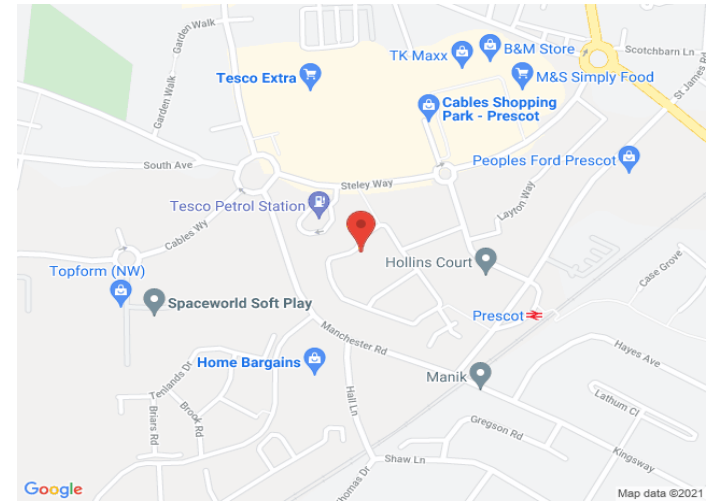 Garden Walk
Garden Walk
Scotchbarn Ln
TK Maxx
B&M Store
Tesco Extra
M&S Simply Food
St James Rd
Cables Shopping
Park - Prescot
South Ave
Peoples Ford Prescot
Steley Way
Tesco Petrol Station
Layton Way
Cables Wy
Topform (NW)
Hollins Court
Case Grove
Spaceworld Soft Play
Prescot
Manchester Rd
Hayes Ave
Home Bargains
Manik
Tenlands Dr
Hall Ln
Lathum Cl
Briars Rd
Brook Rd
Gregson Rd
Kingsway
Shaw Ln
Thomas Dr
Google
Map data ©2021